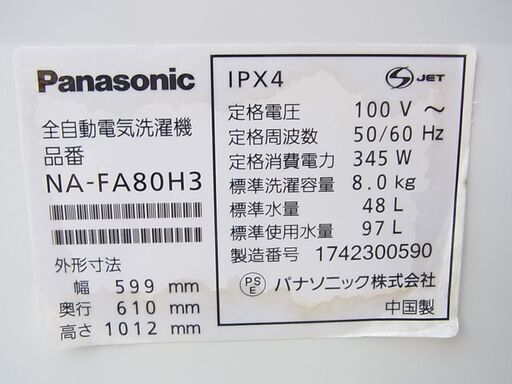 Panasonic
全自動電気洗濯機
品番
NA-FA80H3
外形寸法
幅 599 mm
奥行 610 mm
高さ 1012 mm
IPX4
S JET
定格電圧 100 V ～
定格周波数 50/60 Hz
定格消費電力 345 W
標準洗濯容量 8.0 kg
標準水量 48 L
標準使用水量 97 L
製造番号 1742300590
PS
E
パナソニック株式会社
中国製